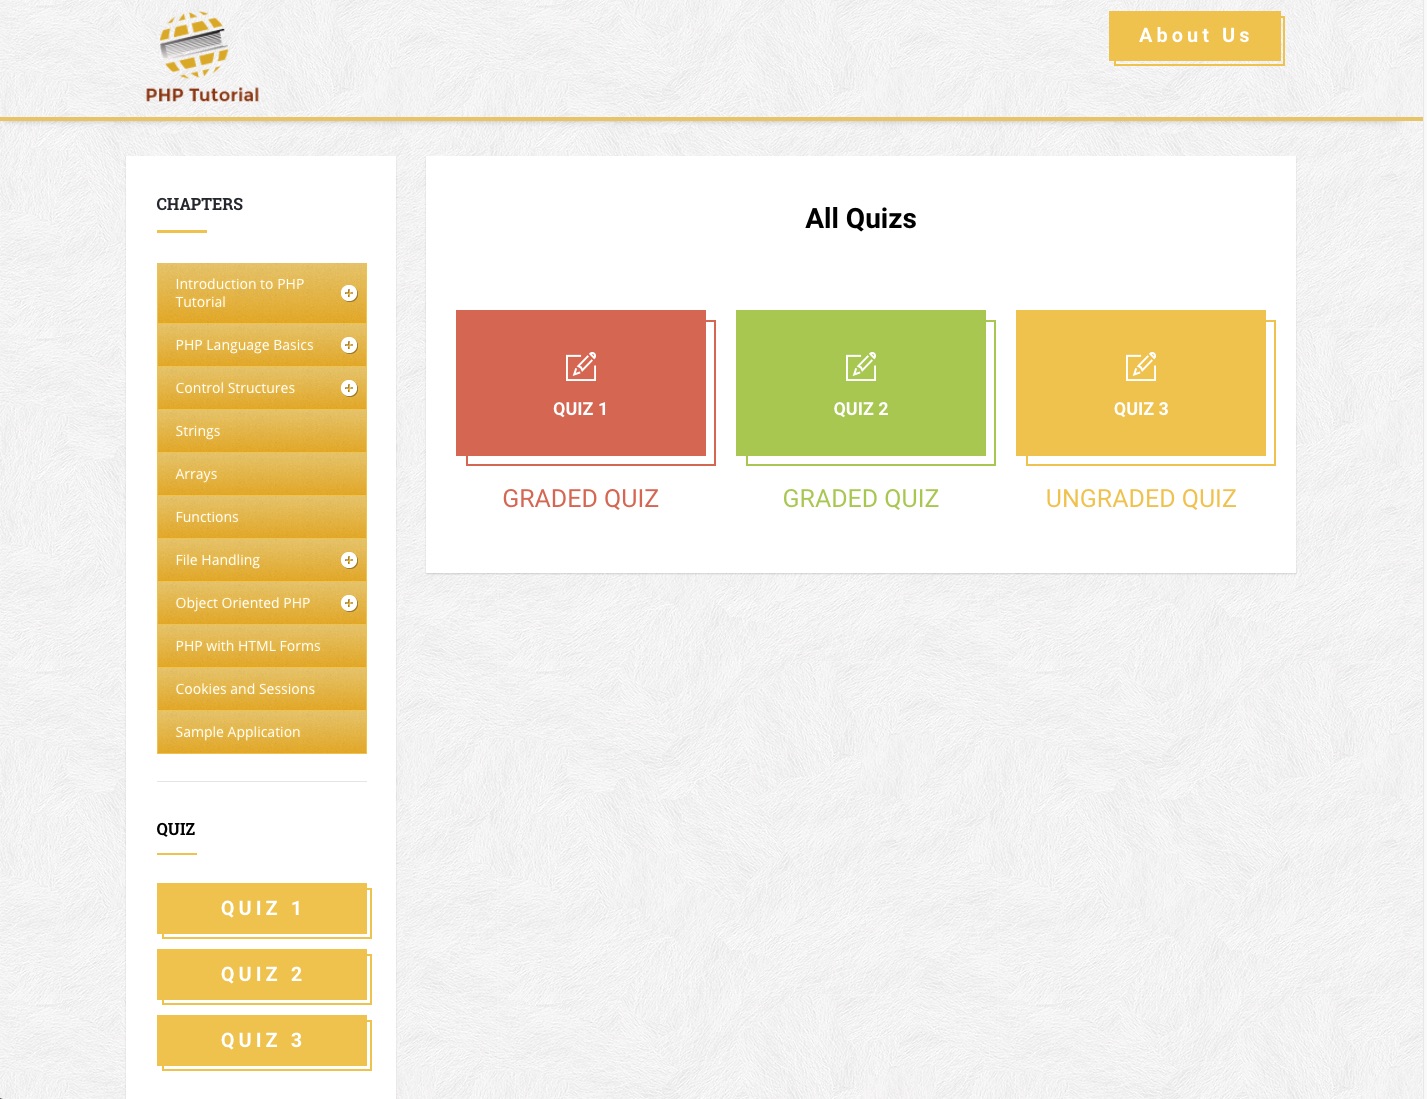 PHP Tutorial
About Us
CHAPTERS
Introduction to PHP
Tutorial
PHP Language Basics
Control Structures
Strings
Arrays
Functions
File Handling
Object Oriented PHP
PHP with HTML Forms
Cookies and Sessions
Sample Application
QUIZ
QUIZ 1
QUIZ 2
QUIZ 3
All Quizs
QUIZ 1
GRADED QUIZ
QUIZ 2
GRADED QUIZ
QUIZ 3
UNGRADED QUIZ